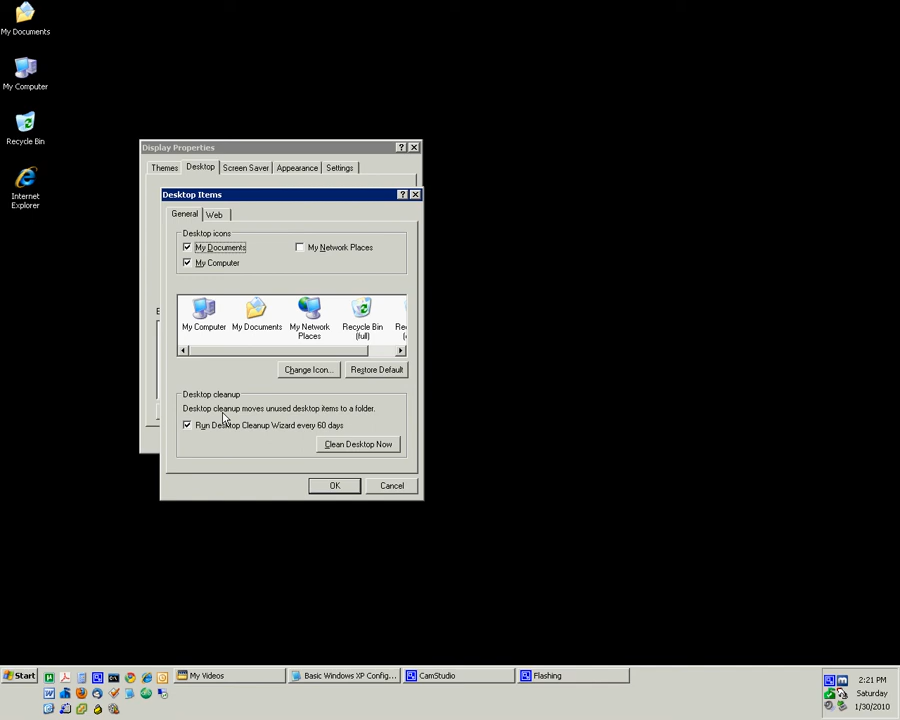 My Documents
My Computer
Recycle Bin
Internet
Explorer
Display Properties
Themes
Desktop
Screen Saver
Appearance
Settings
Desktop Items
General
Web
Desktop icons
My Documents
My Network Places
My Computer
My Computer
My Documents
My Network
Places
Recycle Bin
(full)
Change Icon...
Restore Default
Desktop cleanup
Desktop cleanup moves unused desktop items to a folder.
Run Desktop Cleanup Wizard every 60 days
Clean Desktop Now
OK
Cancel
Start
My Videos
Basic Windows XP Config...
CamStudio
Flashing
2:21 PM
Saturday
1/30/2010